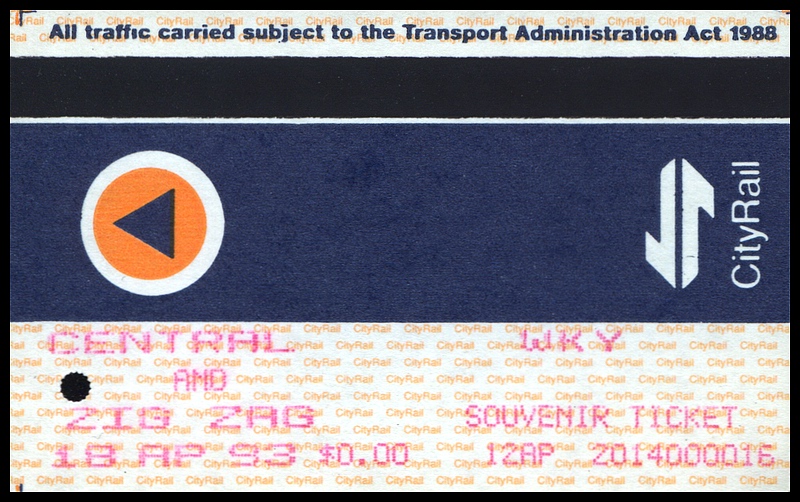 All traffic carried subject to the Transport Administration Act 1988
CityRail
CENTRAL WKY
AND
ZIG ZAG SOUVENIR TICKET
18 AP 93 $0.00 12AP 2014000016